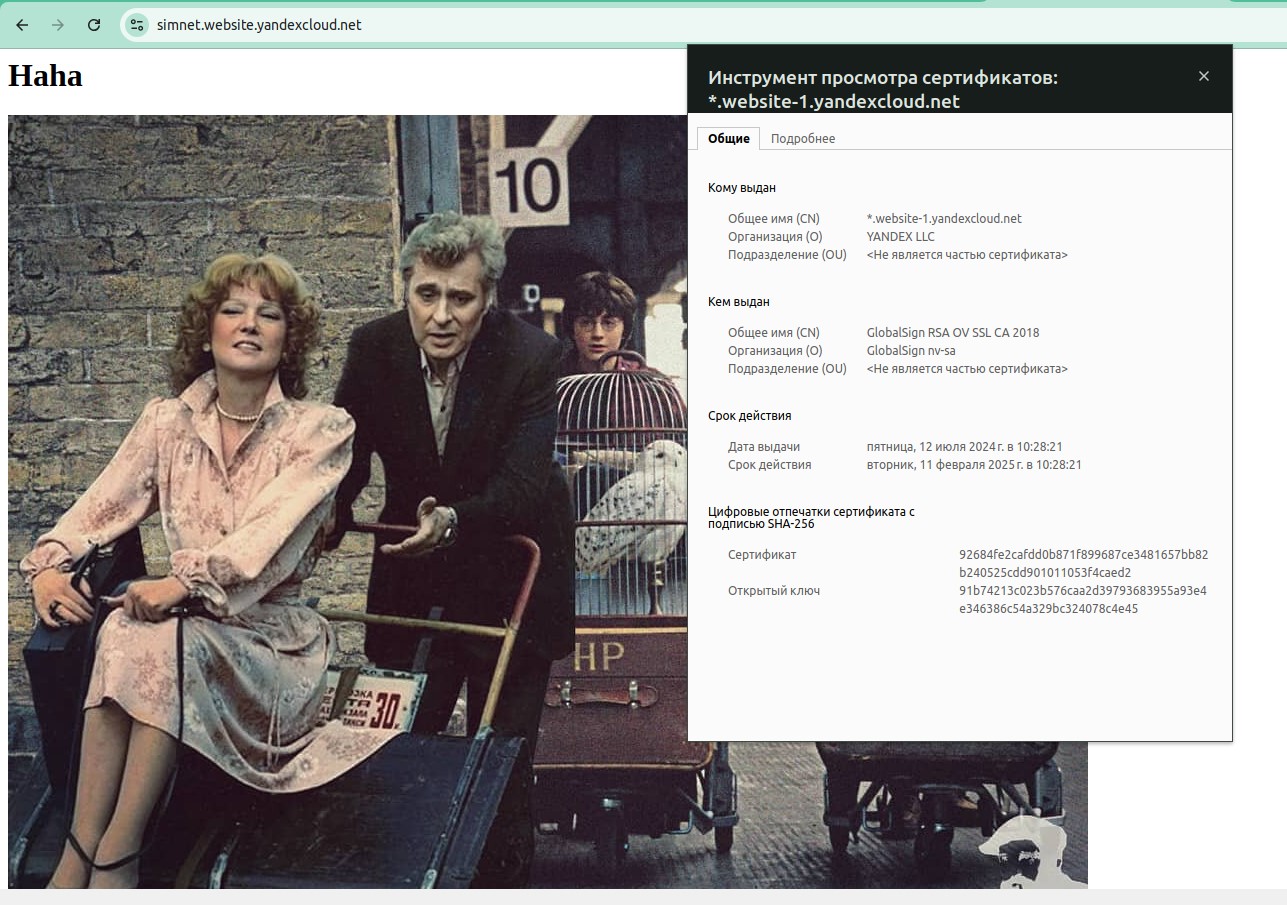 simnet.website.yandexcloud.net
Haha
Инструмент просмотра сертификатов:
*.website-1.yandexcloud.net
Общие Подробнее
Кому выдан
Общее имя (CN) *.website-1.yandexcloud.net
Организация (O) YANDEX LLC
Подразделение (OU) <Не является частью сертификата>
Кем выдан
Общее имя (CN) GlobalSign RSA OV SSL CA 2018
Организация (O) GlobalSign nv-sa
Подразделение (OU) <Не является частью сертификата>
Срок действия
Дата выдачи пятница, 12 июля 2024 г. в 10:28:21
Срок действия вторник, 11 февраля 2025 г. в 10:28:21
Цифровые отпечатки сертификата с
подписью SHA-256
Сертификат 92684fe2cafdd0b871f899687ce3481657bb82
b240525cdd901011053f4caed2
Открытый ключ 91b74213c023b576caa2d39793683955a93e4
e346386c54a329bc324078c4e45
10
HP
30